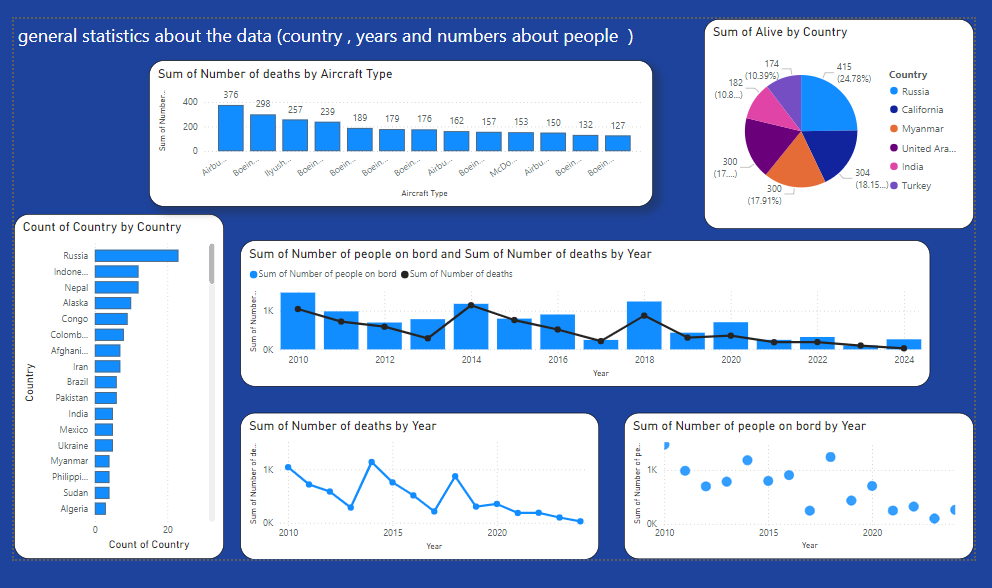 general statistics about the data (country , years and numbers about people  )
Sum of Number of deaths by Aircraft Type
Sum of Number...
400
200
0
376
298
257
239
189
179
176
162
157
153
150
132
127
Airbu...
Boein...
Ilyush...
Boein...
Boein...
Boein...
Boein...
Airbu...
Boein...
McDo...
Airbu...
Boein...
Boein...
Aircraft Type
Sum of Alive by Country
415
(24.78%)
304
(18.15...)
300
(17.91%)
300
(17....)
182
(10.8...)
174
(10.39%)
Country
Russia
California
Myanmar
United Ara...
India
Turkey
Count of Country by Country
Country
Russia
Indone...
Nepal
Alaska
Congo
Colomb...
Afghani...
Iran
Brazil
Pakistan
India
Mexico
Ukraine
Myanmar
Philippi...
Sudan
Algeria
0
20
Count of Country
Sum of Number of people on bord and Sum of Number of deaths by Year
Sum of Number of people on bord
Sum of Number of deaths
Sum of Number...
1K
0K
2010
2012
2014
2016
2018
2020
2022
2024
Year
Sum of Number of deaths by Year
Sum of Number of de...
1K
0K
2010
2015
2020
Year
Sum of Number of people on bord by Year
Sum of Number of pe...
1K
0K
2010
2015
2020
Year